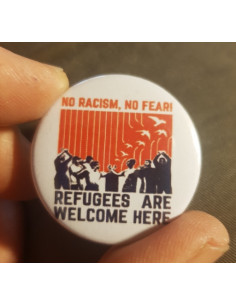 NO RACISM, NO FEAR!
REFUGEES ARE
WELCOME HERE